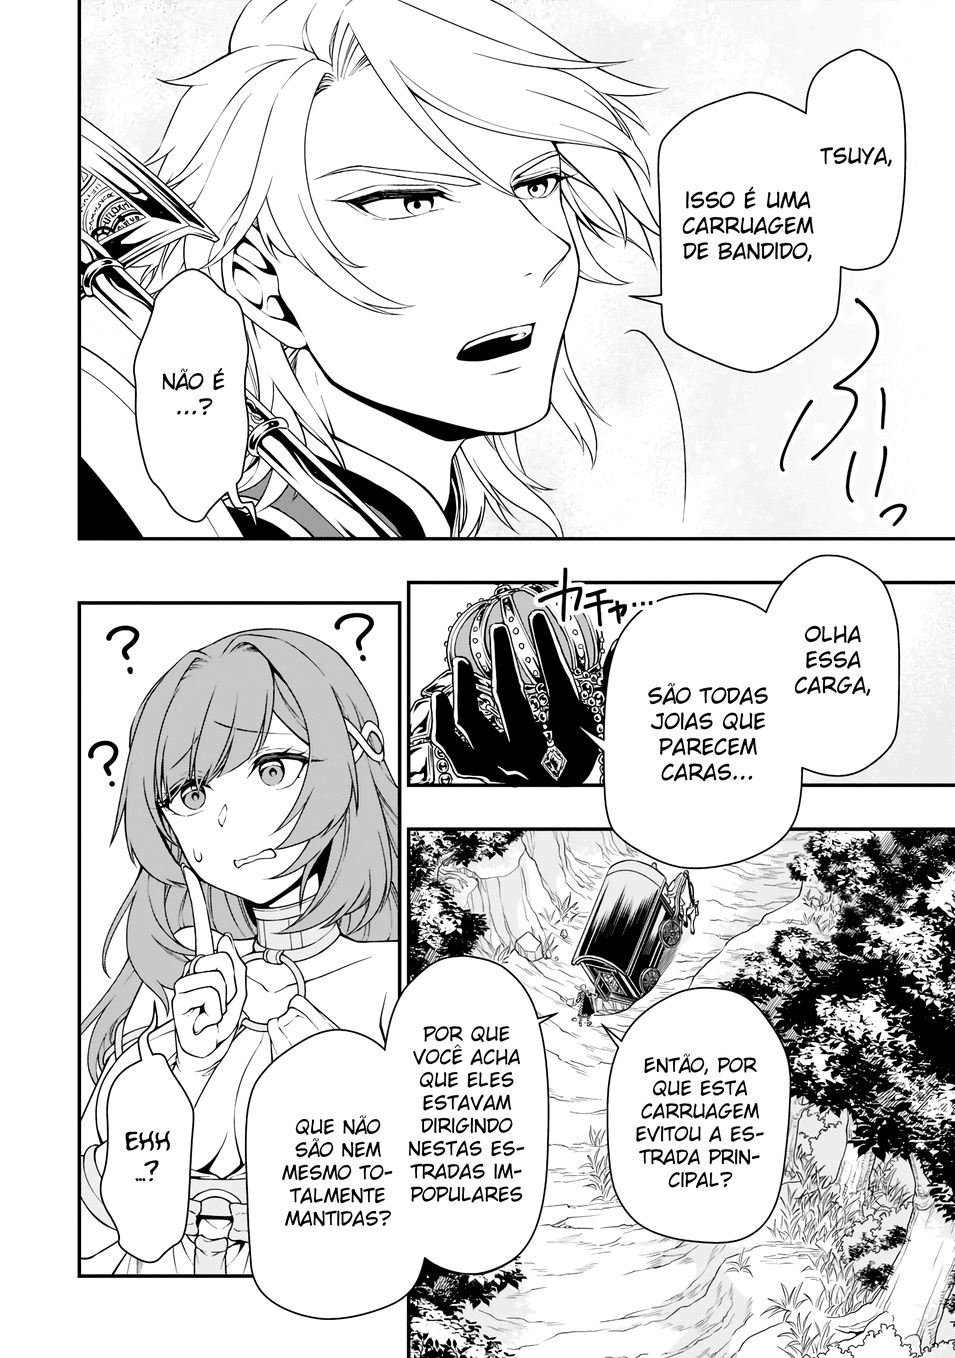 TSUYA,
ISSO É UMA
CARRUAGEM
DE BANDIDO,
NÃO É
...?
OLHA
ESSA
CARGA,
SÃO TODAS
JOIAS QUE
PARECEM
CARAS...
カチャ…
?
?
?
ENTÃO, POR
QUE ESTA
CARRUAGEM
EVITOU A ES-
TRADA PRIN-
CIPAL?
POR QUE
VOCÊ ACHA
QUE ELES
ESTAVAM
DIRIGINDO
NESTAS ES-
TRADAS IM-
POPULARES
QUE NÃO
SÃO NEM
MESMO TO-
TALMENTE
MANTIDAS?
EHH
...?